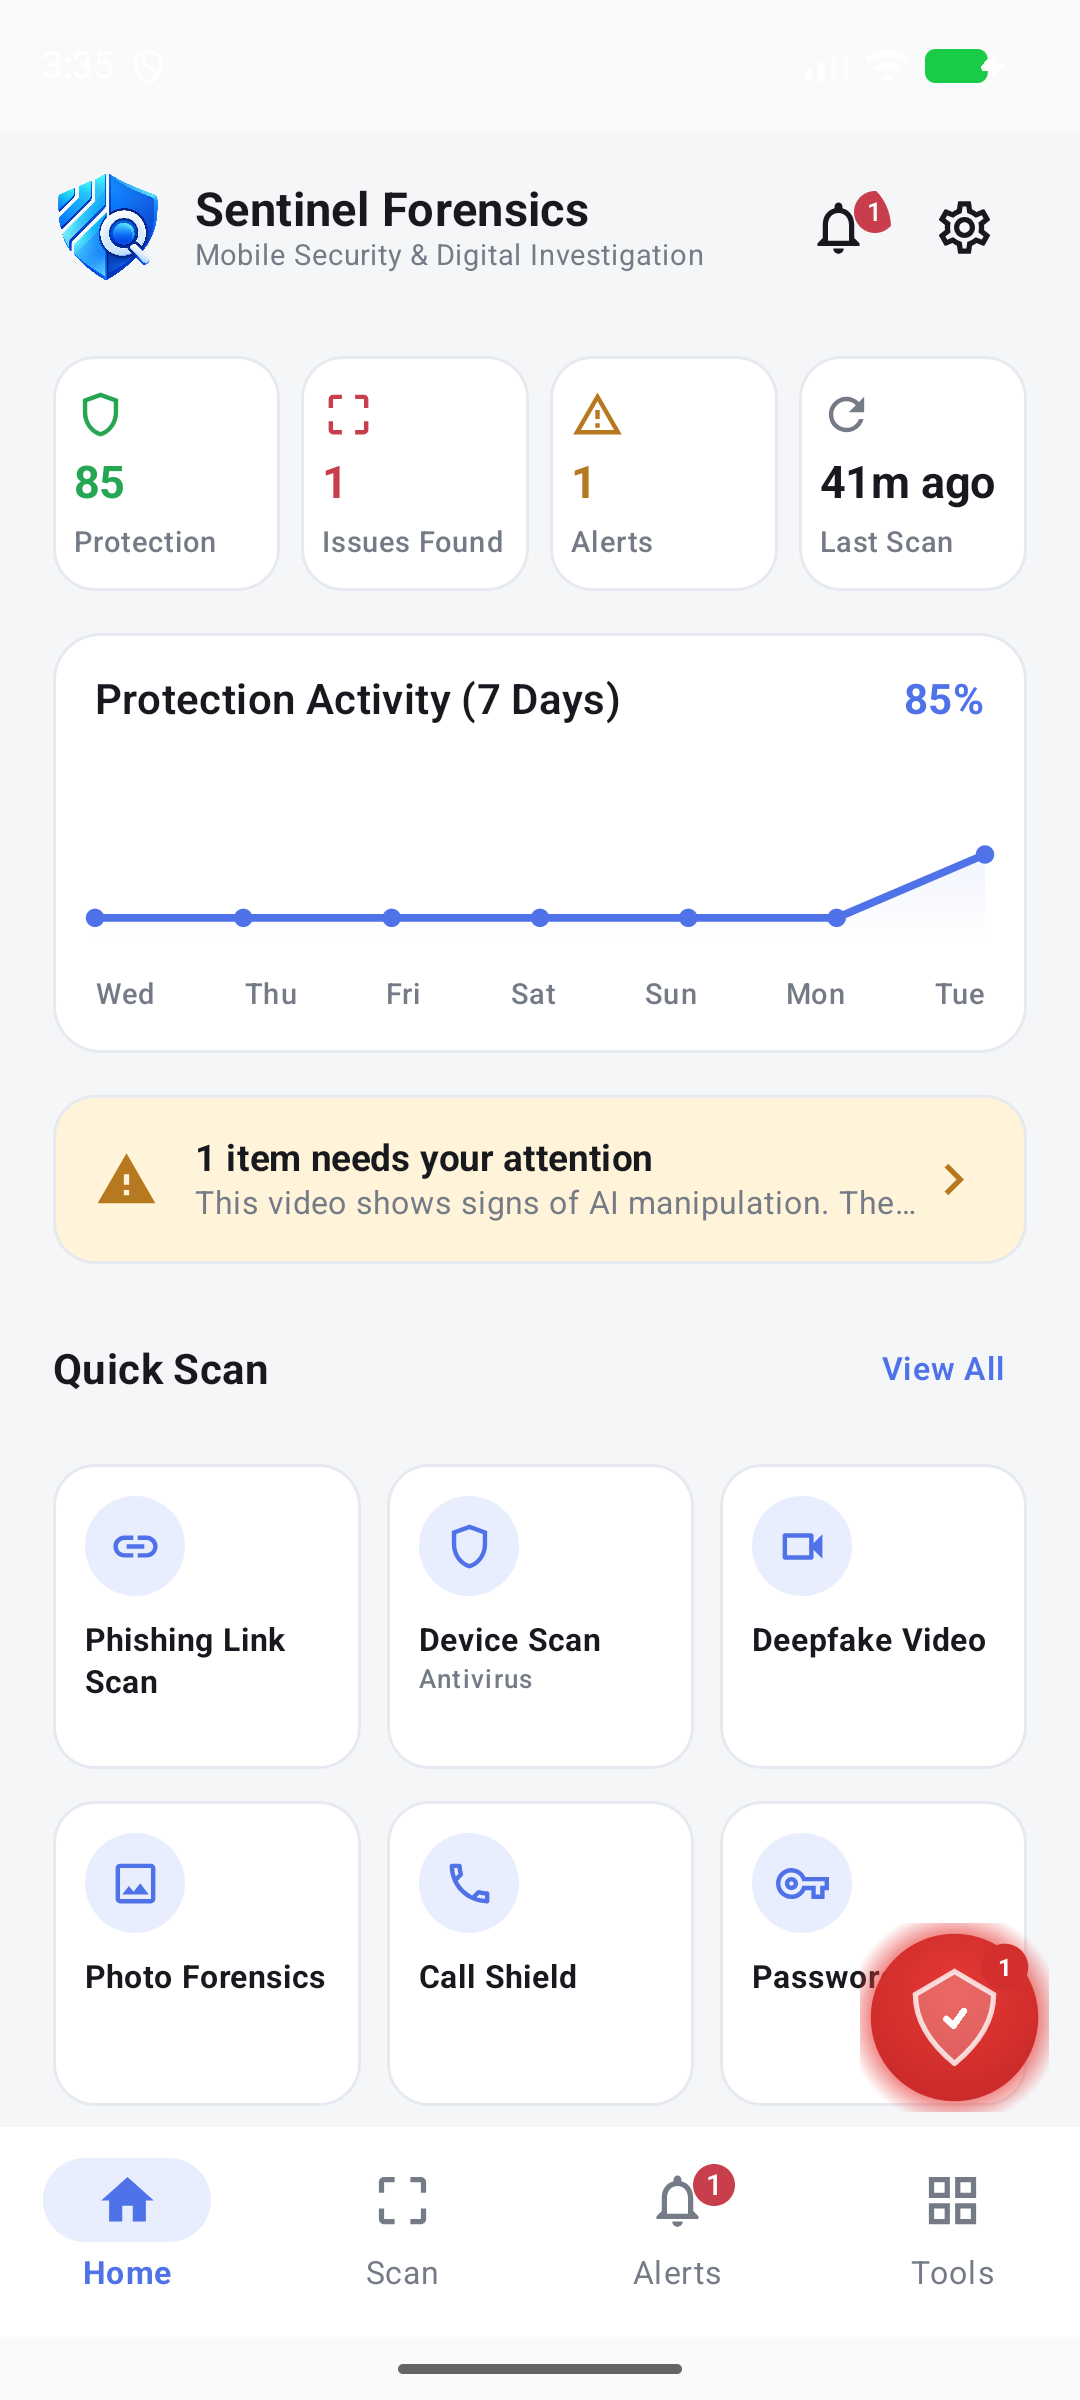 3:35
Sentinel Forensics
Mobile Security & Digital Investigation
1
85
Protection
1
Issues Found
1
Alerts
41m ago
Last Scan
Protection Activity (7 Days)
85%
Wed Thu Fri Sat Sun Mon Tue
1 item needs your attention
This video shows signs of AI manipulation. The…
Quick Scan
View All
Phishing Link
Scan
Device Scan
Antivirus
Deepfake Video
Photo Forensics
Call Shield
Passwor
1
Home
Scan
1
Alerts
Tools